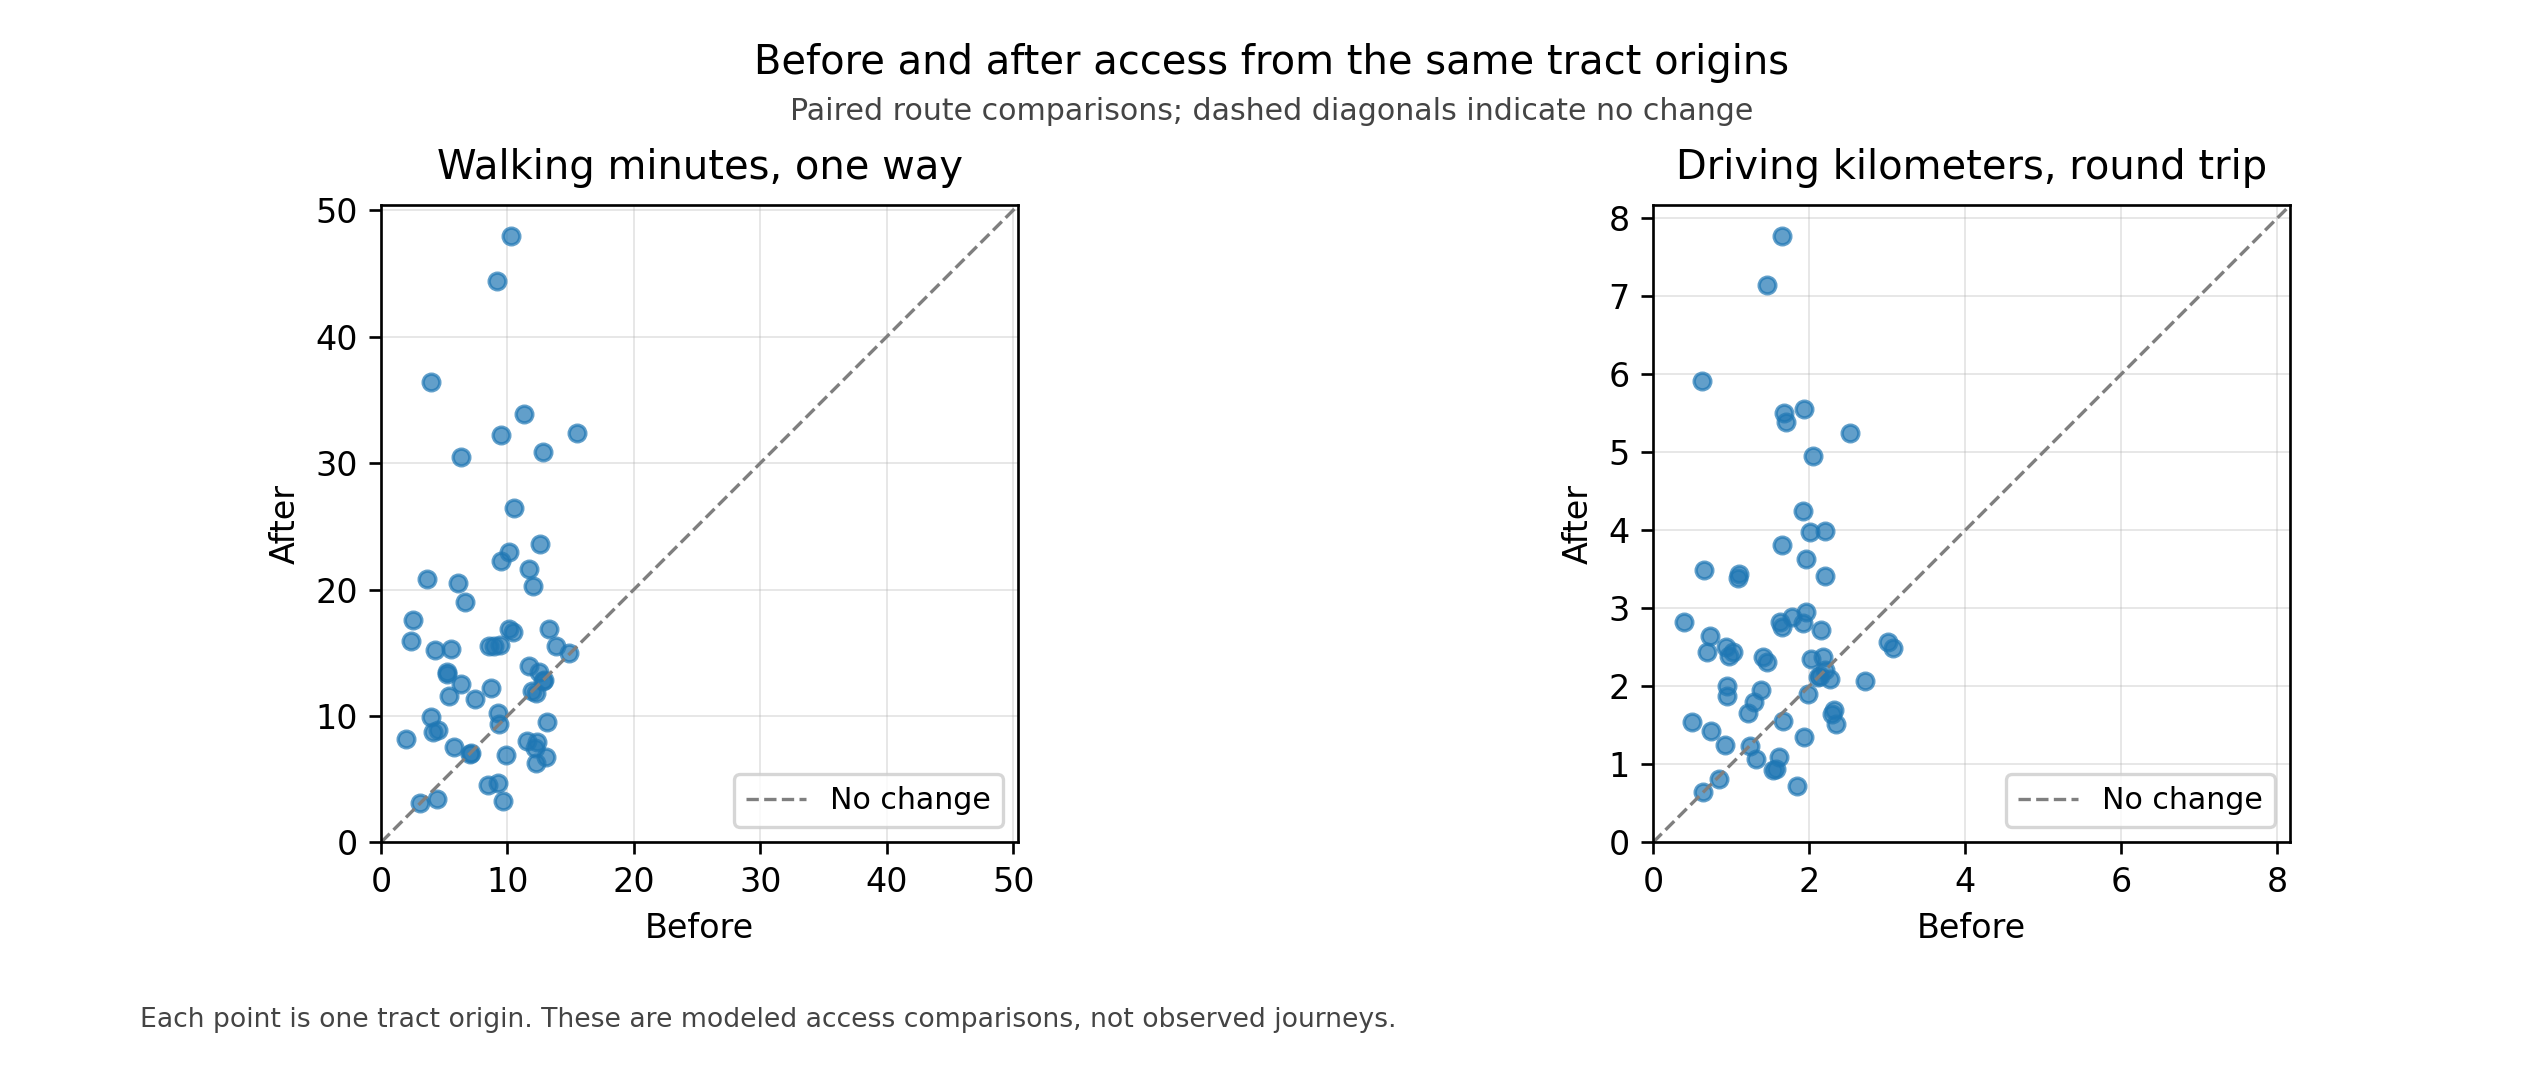 Before and after access from the same tract origins
Paired route comparisons; dashed diagonals indicate no change
Walking minutes, one way
50
40
30
20
10
0
After
0 10 20 30 40 50
Before
No change
Driving kilometers, round trip
8
7
6
5
4
3
2
1
0
After
0 2 4 6 8
Before
No change
Each point is one tract origin. These are modeled access comparisons, not observed journeys.